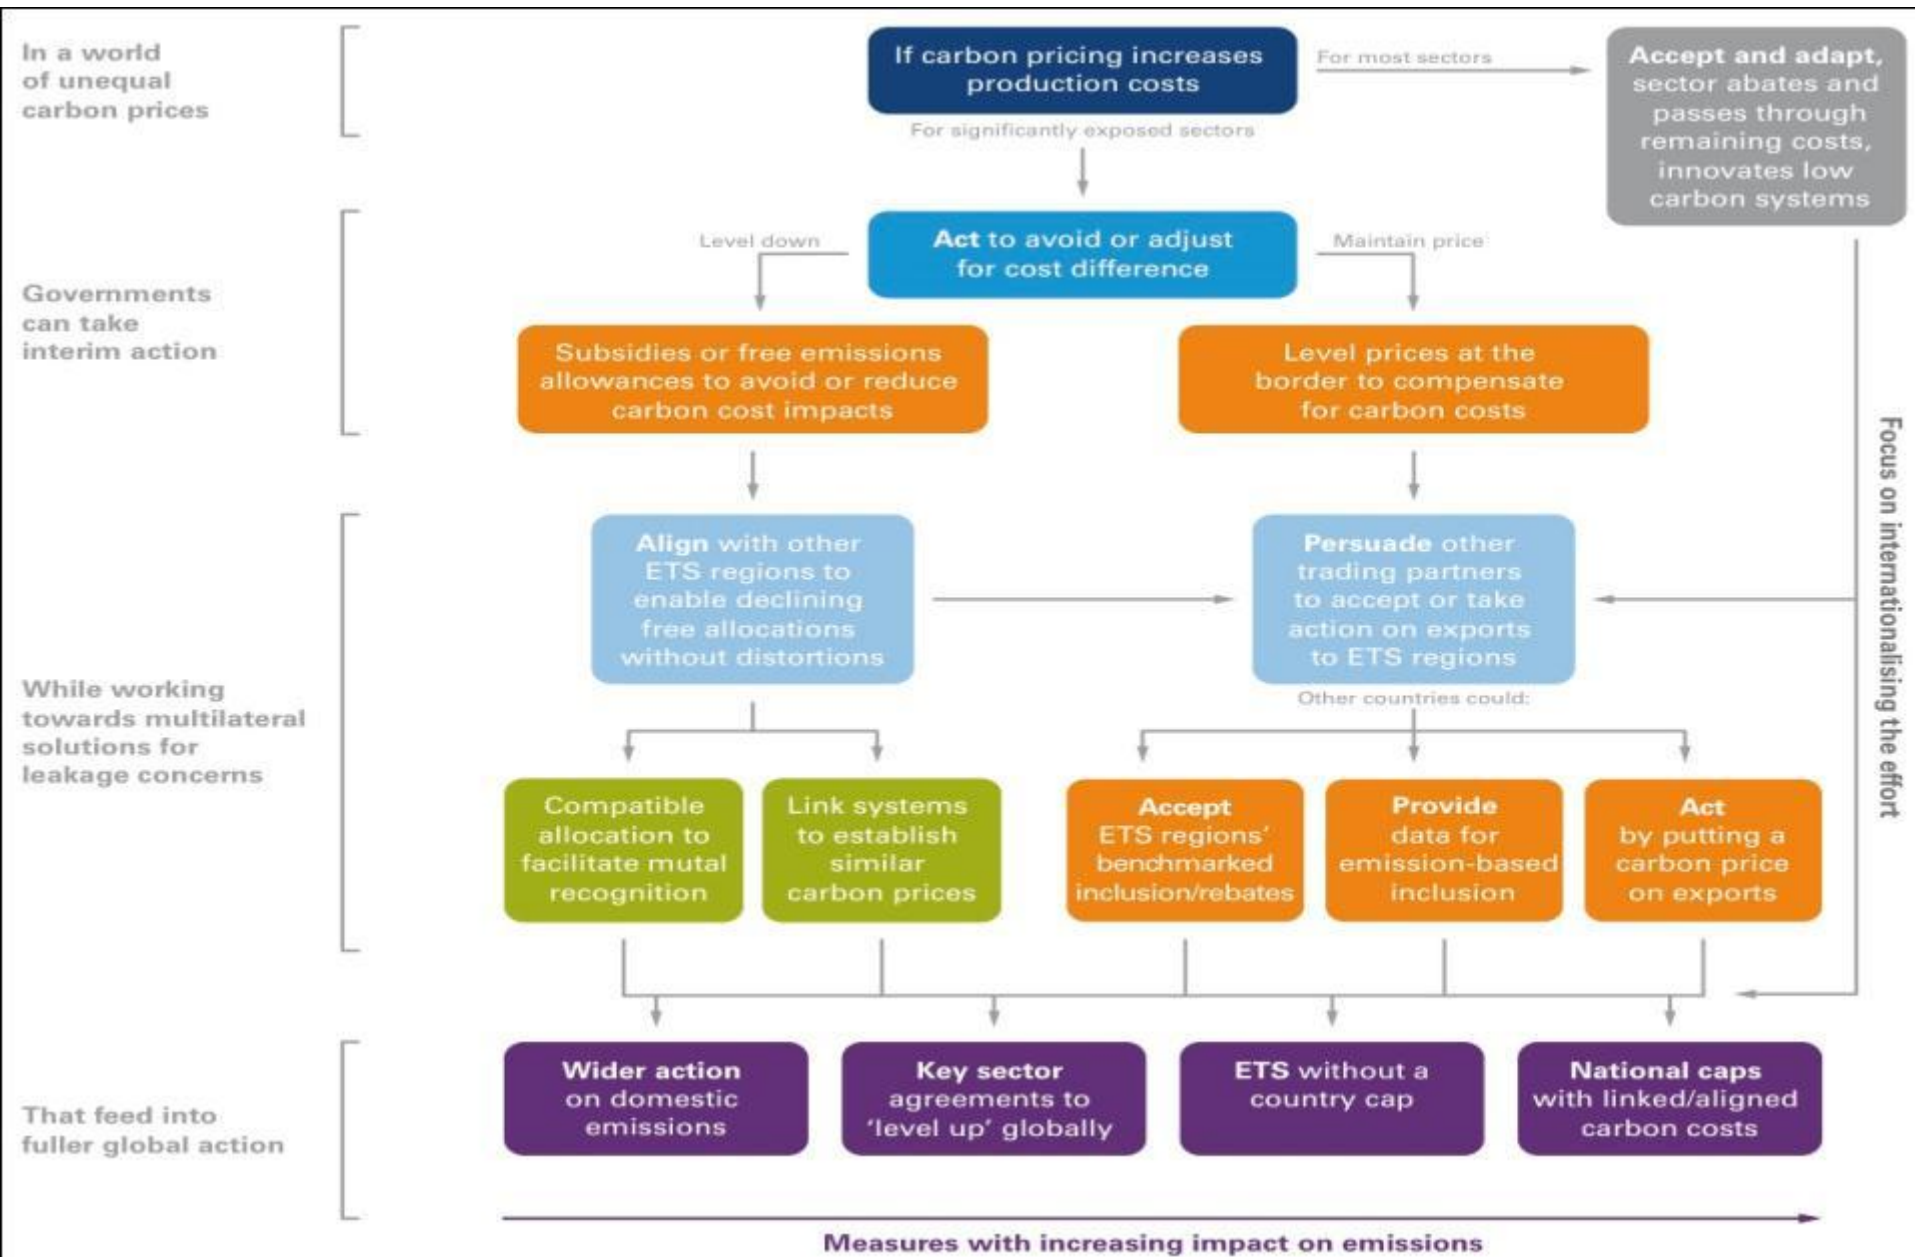 In a world
of unequal
carbon prices
If carbon pricing increases
production costs
For most sectors
Accept and adapt,
sector abates and
passes through
remaining costs,
innovates low
carbon systems
For significantly exposed sectors
Governments
can take
interim action
Level down
Act to avoid or adjust
for cost difference
Maintain price
Subsidies or free emissions
allowances to avoid or reduce
carbon cost impacts
Level prices at the
border to compensate
for carbon costs
Focus on internationalising the effort
While working
towards multilateral
solutions for
leakage concerns
Align with other
ETS regions to
enable declining
free allocations
without distortions
Persuade other
trading partners
to accept or take
action on exports
to ETS regions
Other countries could:
Compatible
allocation to
facilitate mutal
recognition
Link systems
to establish
similar
carbon prices
Accept
ETS regions’
benchmarked
inclusion/rebates
Provide
data for
emission-based
inclusion
Act
by putting a
carbon price
on exports
That feed into
fuller global action
Wider action
on domestic
emissions
Key sector
agreements to
‘level up’ globally
ETS without a
country cap
National caps
with linked/aligned
carbon costs
Measures with increasing impact on emissions